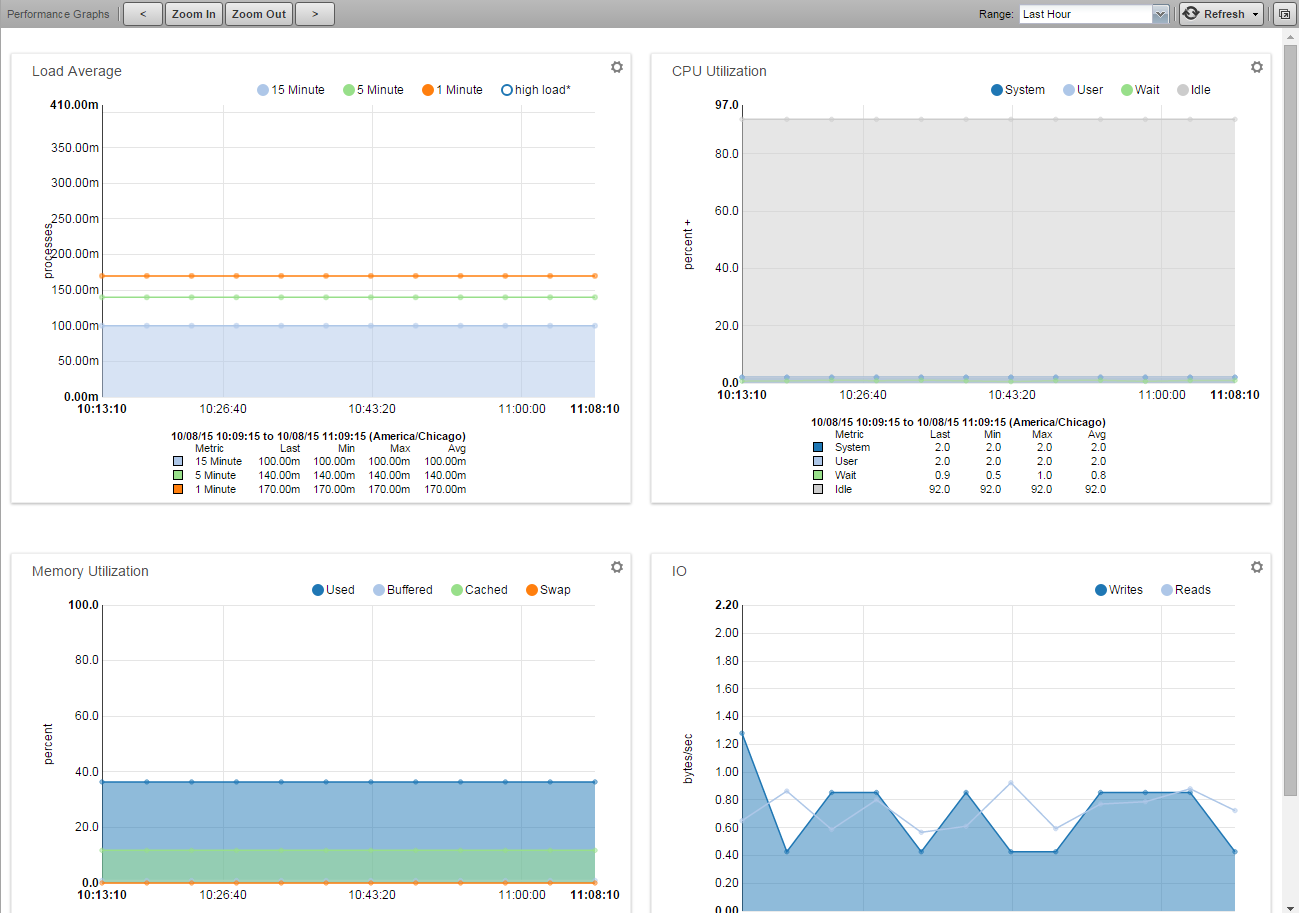 Performance Graphs < Zoom In Zoom Out > Range: Last Hour Refresh
Load Average
15 Minute 5 Minute 1 Minute high load*
410.00m
350.00m
300.00m
250.00m
200.00m
150.00m
100.00m
50.00m
0.00m
processes
10:13:10 10:26:40 10:43:20 11:00:00 11:08:10
10/08/15 10:09:15 to 10/08/15 11:09:15 (America/Chicago)
Metric Last Min Max Avg
15 Minute 100.00m 100.00m 100.00m 100.00m
5 Minute 140.00m 140.00m 140.00m 140.00m
1 Minute 170.00m 170.00m 170.00m 170.00m
CPU Utilization
System User Wait Idle
97.0
80.0
60.0
40.0
20.0
0.0
percent +
10:13:10 10:26:40 10:43:20 11:00:00 11:08:10
10/08/15 10:09:15 to 10/08/15 11:09:15 (America/Chicago)
Metric Last Min Max Avg
System 2.0 2.0 2.0 2.0
User 2.0 2.0 2.0 2.0
Wait 0.9 0.5 1.0 0.8
Idle 92.0 92.0 92.0 92.0
Memory Utilization
Used Buffered Cached Swap
100.0
80.0
60.0
40.0
20.0
0.0
percent
10:13:10 10:26:40 10:43:20 11:00:00 11:08:10
IO
Writes Reads
2.20
2.00
1.80
1.60
1.40
1.20
1.00
0.80
0.60
0.40
0.20
0.00
bytes/sec